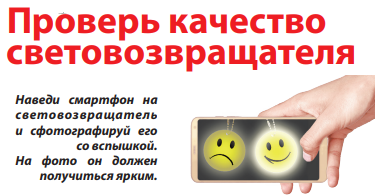 Проверь качество
световозвращателя
Наведи смартфон на
световозвращатель
и сфотографируй его
со вспышкой.
На фото он должен
получиться ярким.